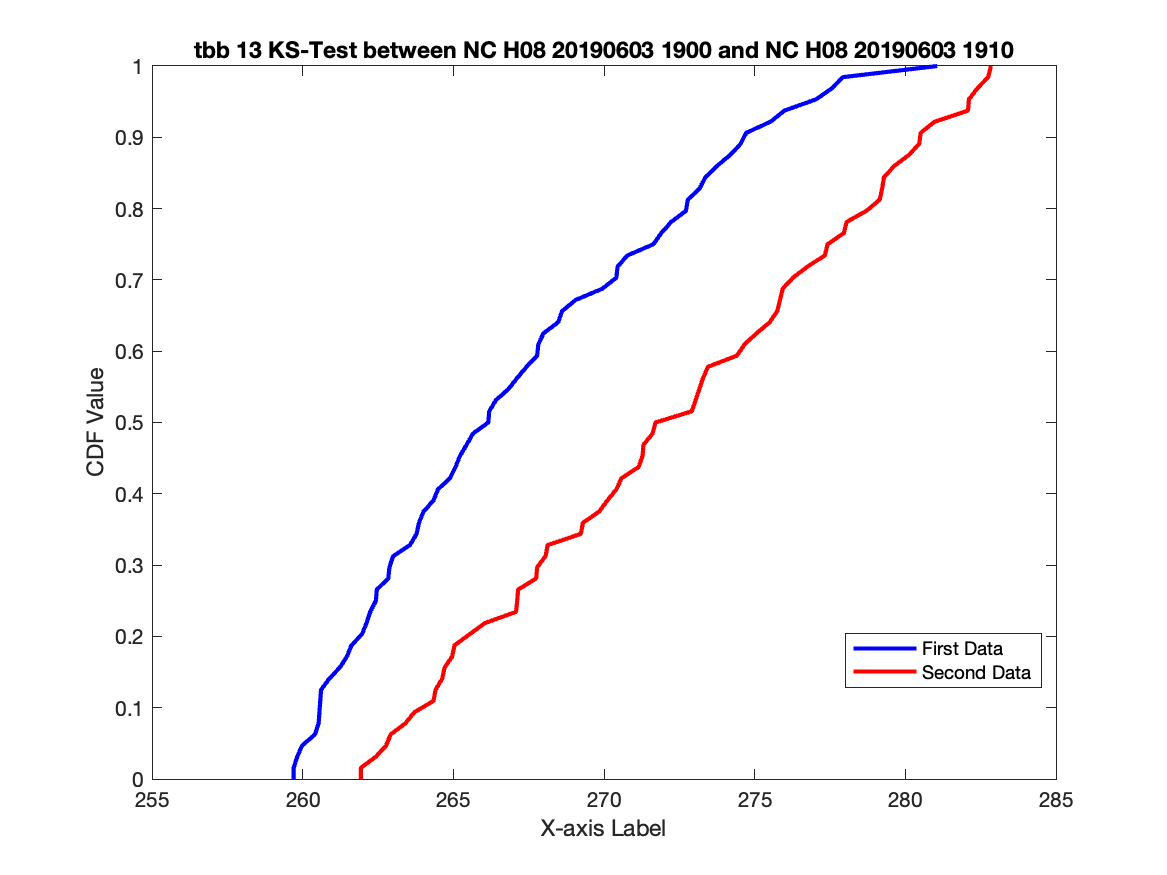 tbb 13 KS-Test between NC H08 20190603 1900 and NC H08 20190603 1910
1
0.9
0.8
0.7
0.6
0.5
0.4
0.3
0.2
0.1
0
CDF Value
First Data
Second Data
255 260 265 270 275 280 285
X-axis Label